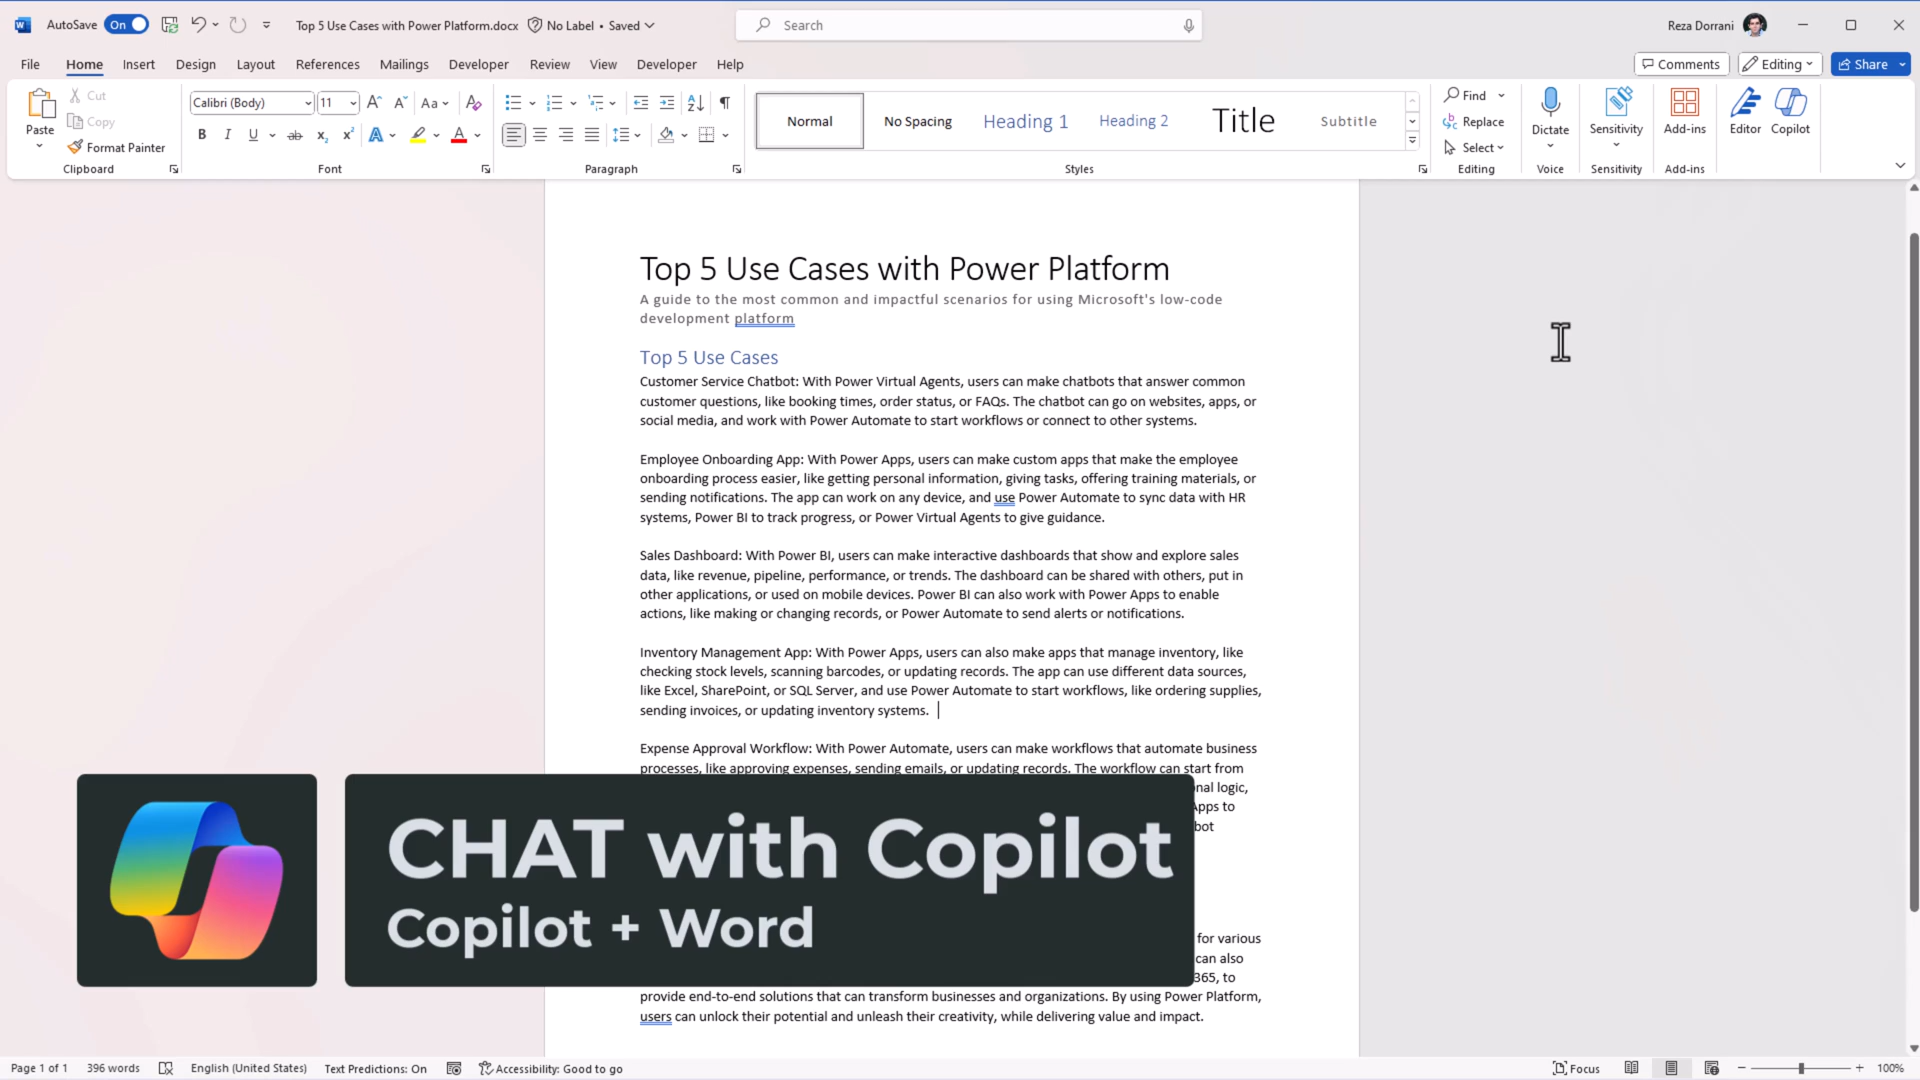 AutoSave On Top 5 Use Cases with Power Platform.docx No Label • Saved Search Reza Dorrani
File Home Insert Design Layout References Mailings Developer Review View Developer Help Comments Editing Share
Paste Cut Copy Format Painter Clipboard
Calibri (Body) 11 Aa Font
Paragraph
Normal No Spacing Heading 1 Heading 2 Title Subtitle Styles
Find Replace Select Editing
Dictate Voice
Sensitivity Sensitivity
Add-ins Add-ins
Editor Copilot
Top 5 Use Cases with Power Platform
A guide to the most common and impactful scenarios for using Microsoft's low-code
development platform
Top 5 Use Cases
Customer Service Chatbot: With Power Virtual Agents, users can make chatbots that answer common
customer questions, like booking times, order status, or FAQs. The chatbot can go on websites, apps, or
social media, and work with Power Automate to start workflows or connect to other systems.
Employee Onboarding App: With Power Apps, users can make custom apps that make the employee
onboarding process easier, like getting personal information, giving tasks, offering training materials, or
sending notifications. The app can work on any device, and use Power Automate to sync data with HR
systems, Power BI to track progress, or Power Virtual Agents to give guidance.
Sales Dashboard: With Power BI, users can make interactive dashboards that show and explore sales
data, like revenue, pipeline, performance, or trends. The dashboard can be shared with others, put in
other applications, or used on mobile devices. Power BI can also work with Power Apps to enable
actions, like making or changing records, or Power Automate to send alerts or notifications.
Inventory Management App: With Power Apps, users can also make apps that manage inventory, like
checking stock levels, scanning barcodes, or updating records. The app can use different data sources,
like Excel, SharePoint, or SQL Server, and use Power Automate to start workflows, like ordering supplies,
sending invoices, or updating inventory systems.
Expense Approval Workflow: With Power Automate, users can make workflows that automate business
processes, like approving expenses, sending emails, or updating records. The workflow can start from
nal logic,
Apps to
bot
CHAT with Copilot
Copilot + Word
for various
can also
365, to
provide end-to-end solutions that can transform businesses and organizations. By using Power Platform,
users can unlock their potential and unleash their creativity, while delivering value and impact.
Page 1 of 1 396 words English (United States) Text Predictions: On Accessibility: Good to go Focus 100%